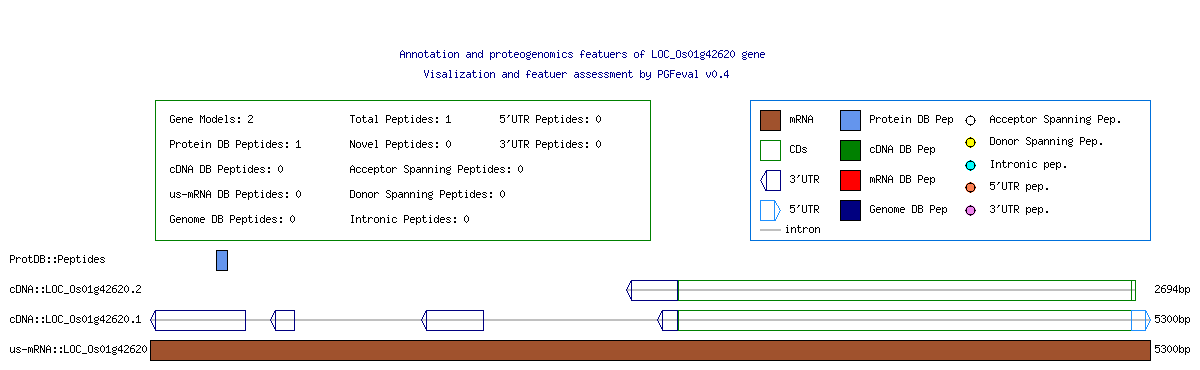 Annotation and proteogenomics featuers of LOC_Os01g42620 gene
Visalization and featuer assessment by PGFeval v0.4
Gene Models: 2 Total Peptides: 1 5'UTR Peptides: 0
Protein DB Peptides: 1 Novel Peptides: 0 3'UTR Peptides: 0
cDNA DB Peptides: 0 Acceptor Spanning Peptides: 0
us-mRNA DB Peptides: 0 Donor Spanning Peptides: 0
Genome DB Peptides: 0 Intronic Peptides: 0
mRNA Protein DB Pep Acceptor Spanning Pep.
CDs cDNA DB Pep Donor Spanning Pep.
3'UTR mRNA DB Pep Intronic pep.
5'UTR Genome DB Pep 5'UTR pep.
3'UTR pep.
intron
ProtDB::Peptides
cDNA::LOC_Os01g42620.2 2694bp
cDNA::LOC_Os01g42620.1 5300bp
us-mRNA::LOC_Os01g42620 5300bp